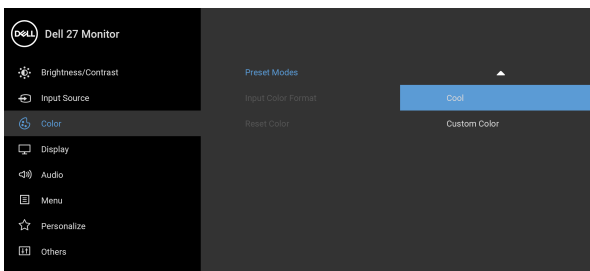 DELL Dell 27 Monitor
Brightness/Contrast
Input Source
Color
Display
Audio
Menu
Personalize
Others
Preset Modes
Input Color Format
Reset Color
Cool
Custom Color